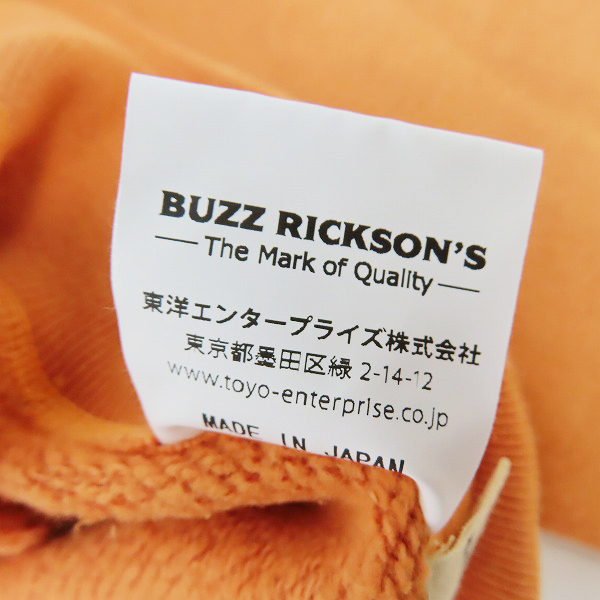 BUZZ RICKSON'S
The Mark of Quality
東洋エンタープライズ株式会社
東京都墨田区緑 2-14-12
www.toyo-enterprise.co.jp
MADE IN JAPAN